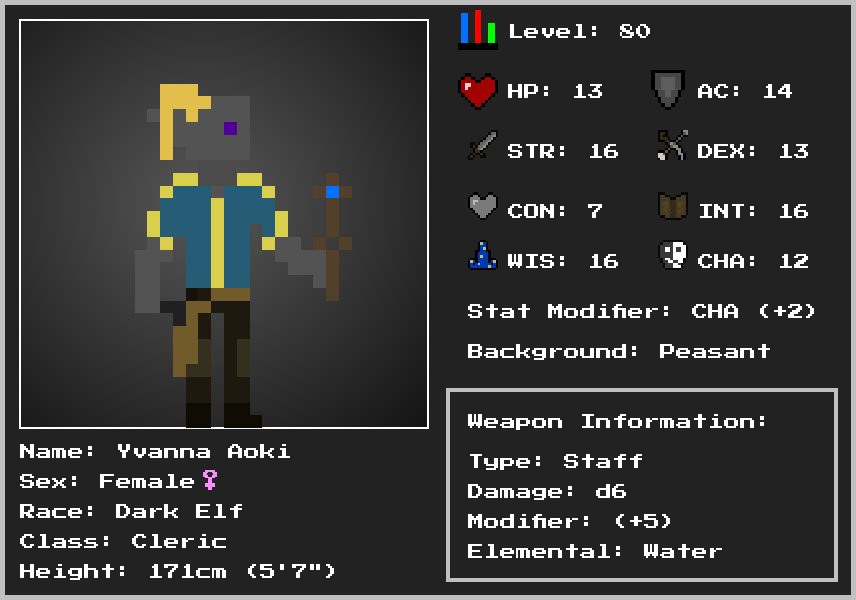 Level: 80
HP: 13
AC: 14
STR: 16
DEX: 13
CON: 7
INT: 16
WIS: 16
CHA: 12
Stat Modifier: CHA (+2)
Background: Peasant
Weapon Information:
Type: Staff
Damage: d6
Modifier: (+5)
Elemental: Water
Name: Yvanna Aoki
Sex: Female♀
Race: Dark Elf
Class: Cleric
Height: 171cm (5'7")